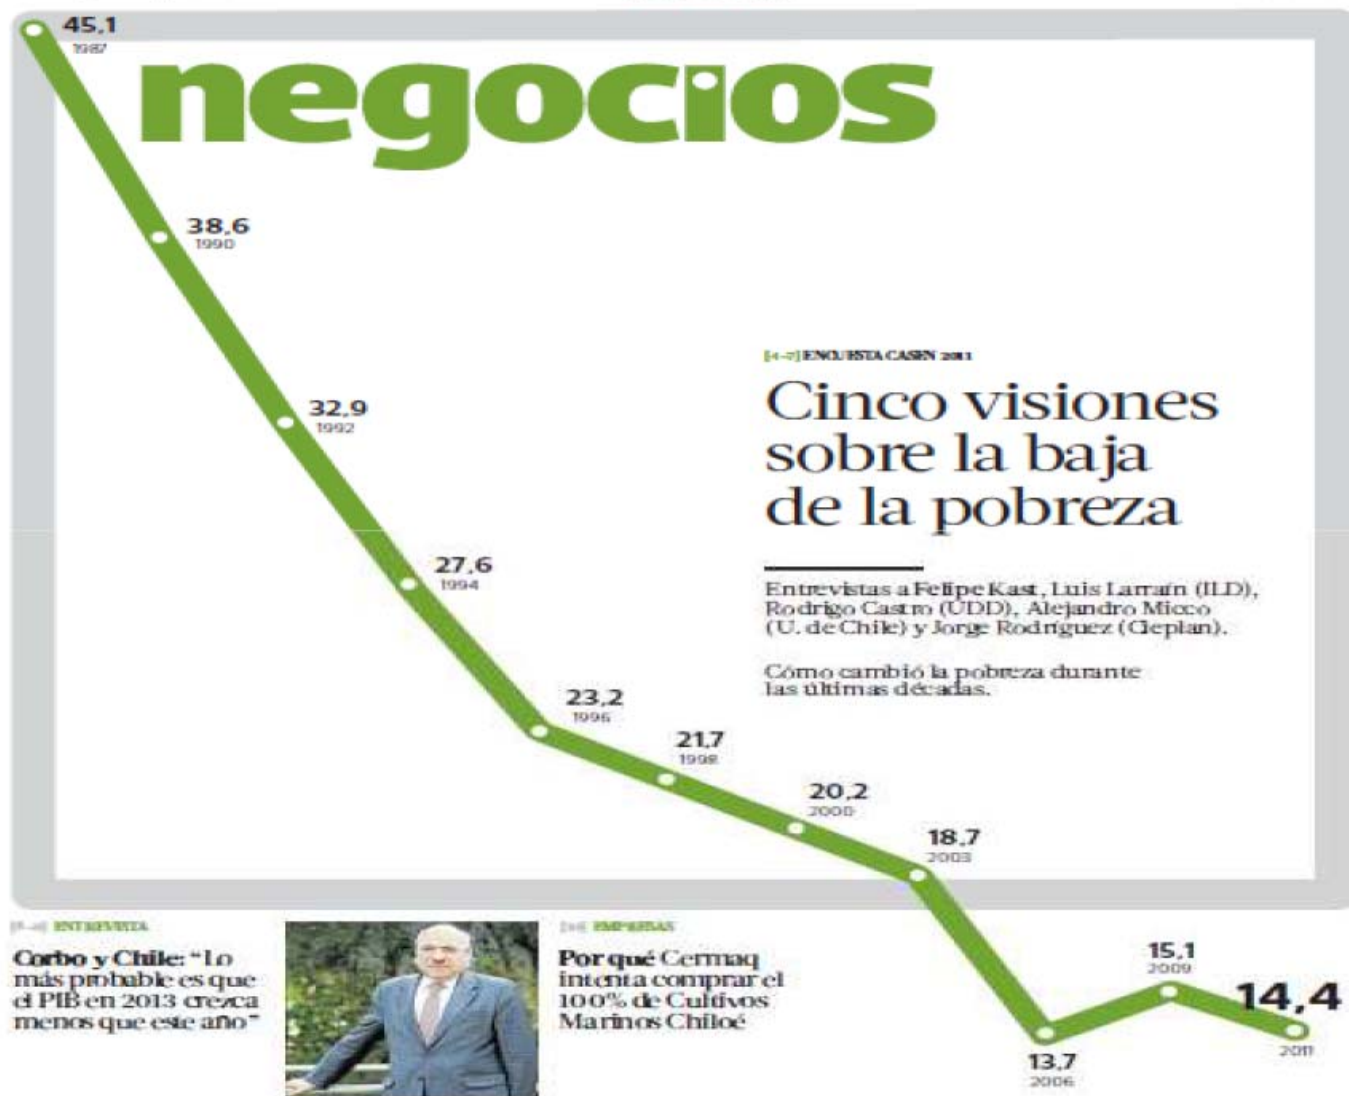 45,1
1987
negocios
38,6
1990
32,9
1992
27,6
1994
23,2
1996
21,7
1998
20,2
2000
18,7
2003
13,7
2006
15,1
2009
14,4
2011
ENCUESTA CASEN 2011
Cinco visiones
sobre la baja
de la pobreza
Entrevistas a Felipe Kast, Luis Larraín (ILD),
Rodrigo Castro (UDD), Alejandro Micco
(U. de Chile) y Jorge Rodríguez (Cieplan).
Cómo cambió la pobreza durante
las últimas décadas.
ENTREVISTA
Corbo y Chile: “Lo
más probable es que
el PIB en 2013 crezca
menos que este año”
EMPRESAS
Por qué Cermaq
intenta comprar el
100% de Cultivos
Marinos Chiloé